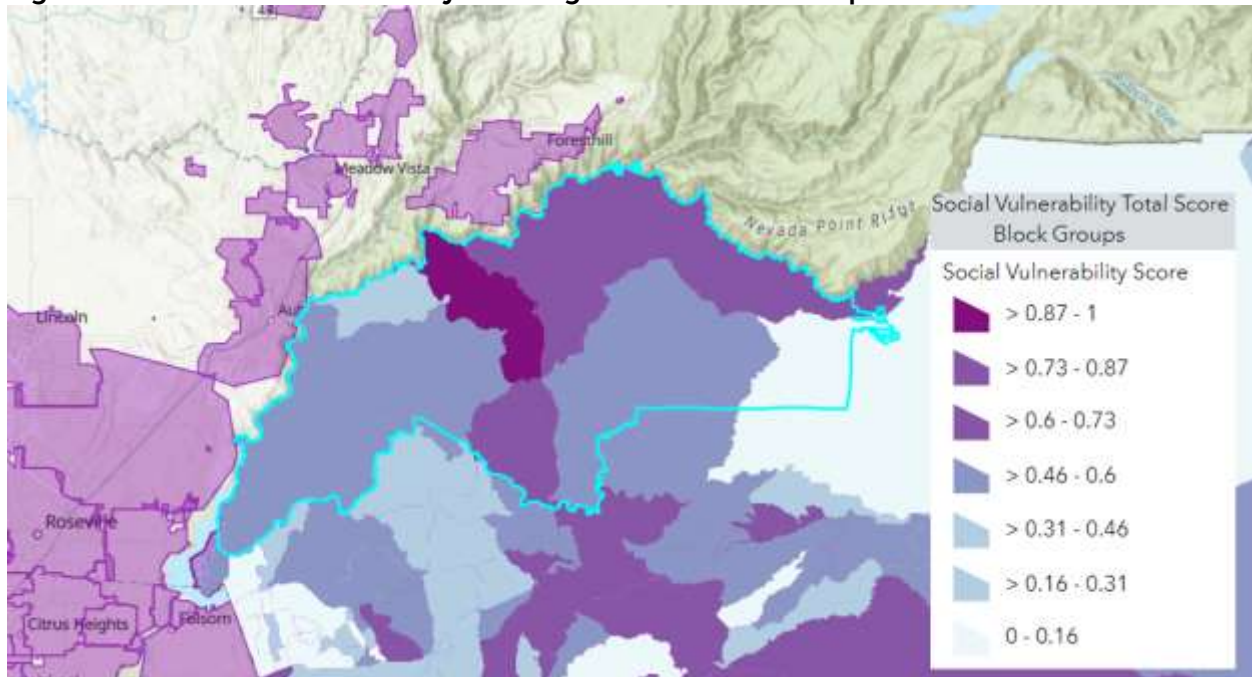 49
Foresthill
Meadow Vista
Nevada Point Ridge
Lincoln
Au
Roseville
Citrus Heights
Folsom
Social Vulnerability Total Score
Block Groups
Social Vulnerability Score
> 0.87 - 1
> 0.73 - 0.87
> 0.6 - 0.73
> 0.46 - 0.6
> 0.31 - 0.46
> 0.16 - 0.31
0 - 0.16